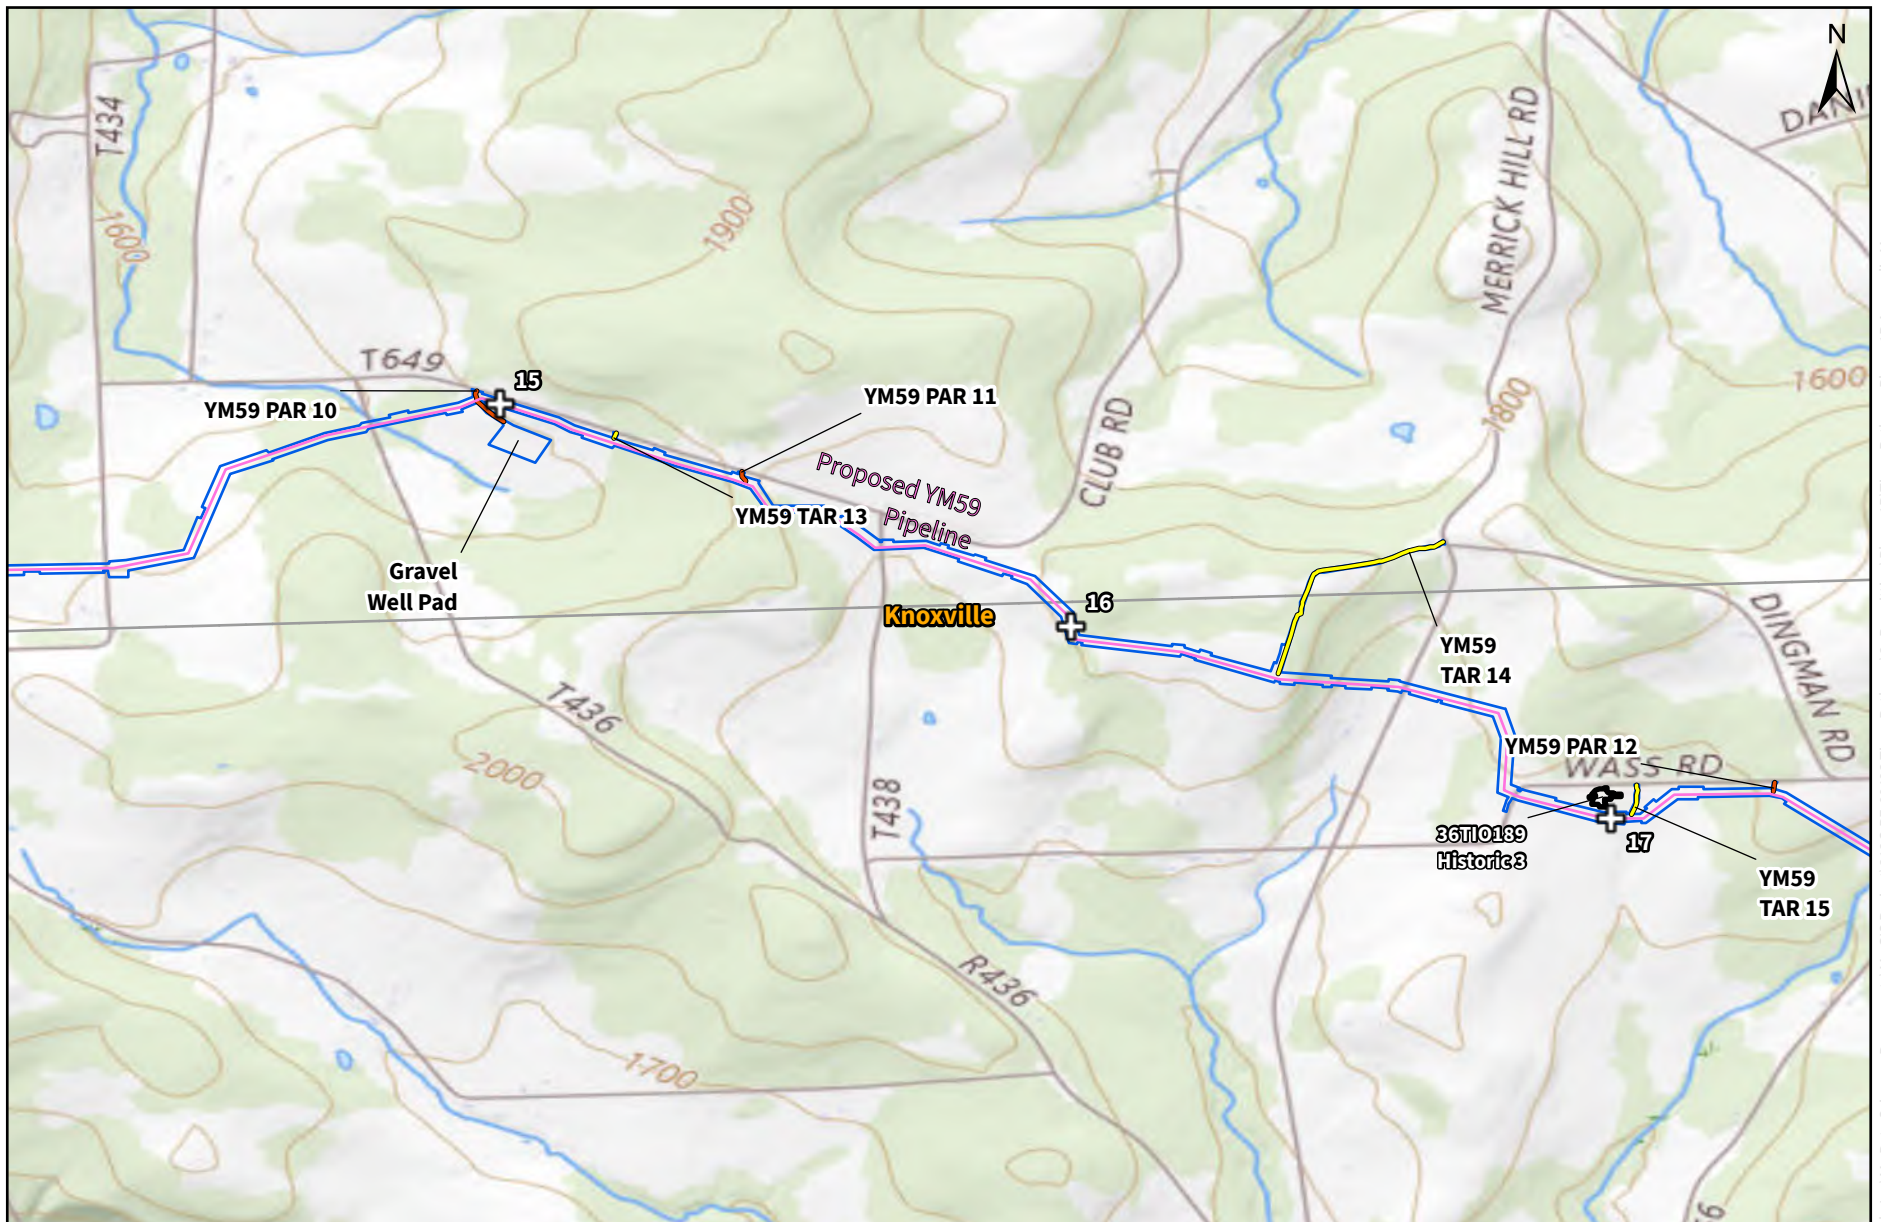 N
DANI
T434
MERRICK HILL RD
1600
1900
T649
15
YM59 PAR 10
YM59 PAR 11
1600
1800
CLUB RD
Proposed YM59
Pipeline
YM59 TAR 13
Gravel
Well Pad
Knoxville
16
YM59
TAR 14
DINGMAN RD
T436
2000
YM59 PAR 12
WASS RD
T438
36TIO189
Historic 3
17
YM59
TAR 15
R436
1700